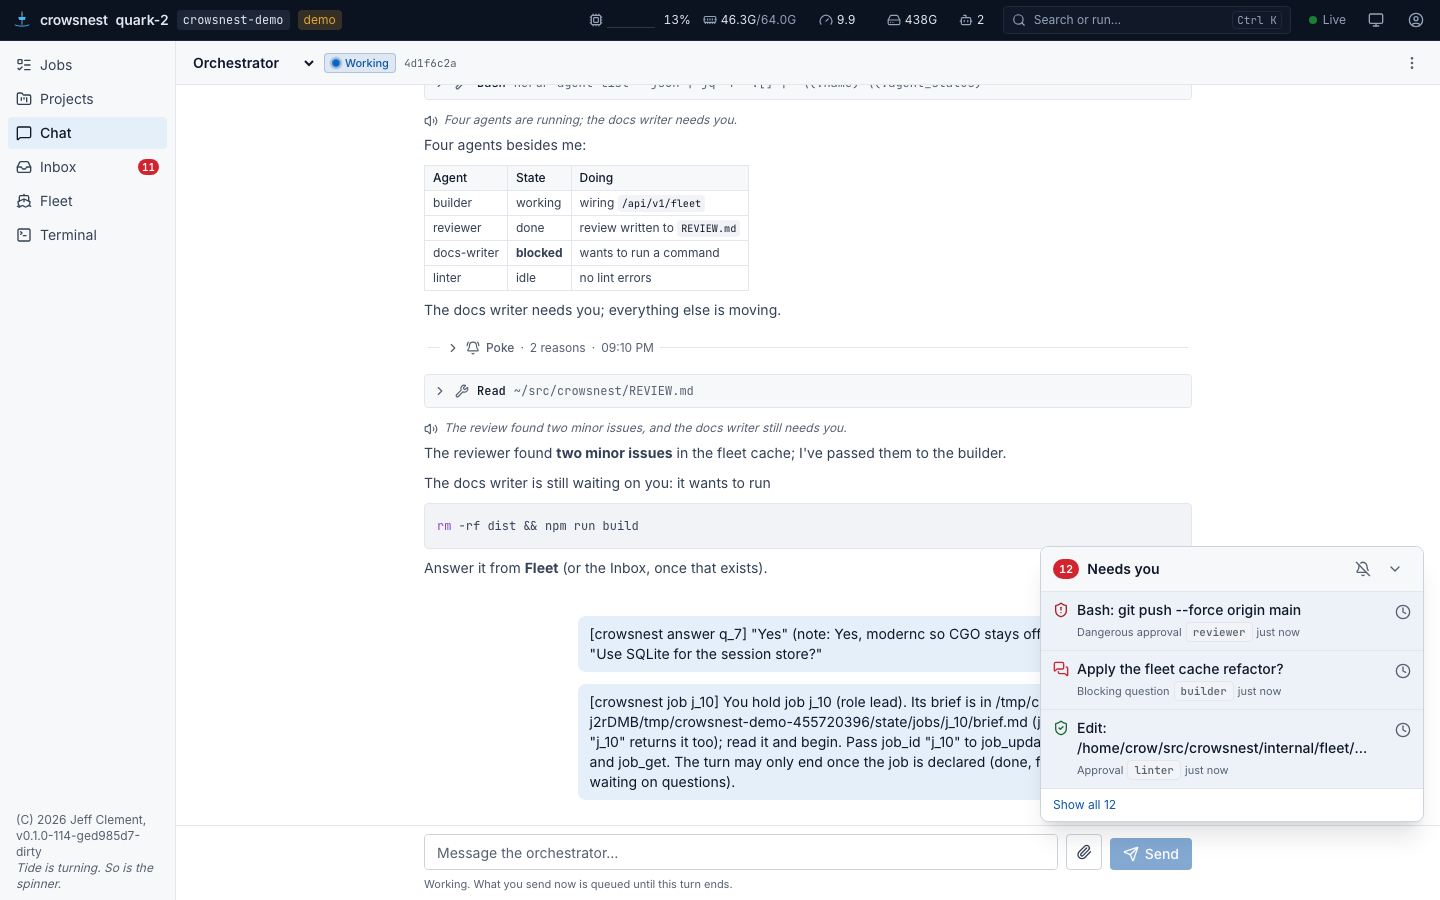 crowsnest quark-2 crowsnest-demo demo 13% 46.3G/64.0G 9.9 438G 2 Search or run... Ctrl K Live
Jobs
Projects
Chat
Inbox 11
Fleet
Terminal
Orchestrator Working 4d1f6c2a
Four agents are running; the docs writer needs you.
Four agents besides me:
Agent State Doing
builder working wiring /api/v1/fleet
reviewer done review written to REVIEW.md
docs-writer blocked wants to run a command
linter idle no lint errors
The docs writer needs you; everything else is moving.
Poke · 2 reasons · 09:10 PM
Read ~/src/crowsnest/REVIEW.md
The review found two minor issues, and the docs writer still needs you.
The reviewer found two minor issues in the fleet cache; I've passed them to the builder.
The docs writer is still waiting on you: it wants to run
rm -rf dist && npm run build
Answer it from Fleet (or the Inbox, once that exists).
[crowsnest answer q_7] "Yes" (note: Yes, modernc so CGO stays off
"Use SQLite for the session store?"
[crowsnest job j_10] You hold job j_10 (role lead). Its brief is in /tmp/c
j2rDMB/tmp/crowsnest-demo-455720396/state/jobs/j_10/brief.md (j
"j_10" returns it too); read it and begin. Pass job_id "j_10" to job_upda
and job_get. The turn may only end once the job is declared (done, f
waiting on questions).
12 Needs you
Bash: git push --force origin main
Dangerous approval reviewer just now
Apply the fleet cache refactor?
Blocking question builder just now
Edit:
/home/crow/src/crowsnest/internal/fleet/...
Approval linter just now
Show all 12
Message the orchestrator... Send
Working. What you send now is queued until this turn ends.
(C) 2026 Jeff Clement,
v0.1.0-114-ged985d7-
dirty
Tide is turning. So is the
spinner.